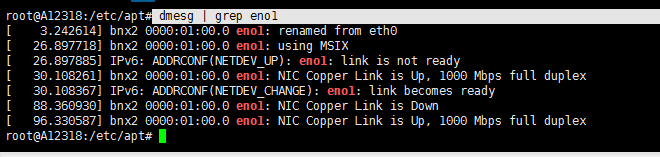 root@A12318:/etc/apt# dmesg | grep eno1
[    3.242614] bnx2 0000:01:00.0 eno1: renamed from eth0
[   26.897718] bnx2 0000:01:00.0 eno1: using MSIX
[   26.897885] IPv6: ADDRCONF(NETDEV_UP): eno1: link is not ready
[   30.108261] bnx2 0000:01:00.0 eno1: NIC Copper Link is Up, 1000 Mbps full duplex
[   30.108367] IPv6: ADDRCONF(NETDEV_CHANGE): eno1: link becomes ready
[   88.360930] bnx2 0000:01:00.0 eno1: NIC Copper Link is Down
[   96.330587] bnx2 0000:01:00.0 eno1: NIC Copper Link is Up, 1000 Mbps full duplex
root@A12318:/etc/apt#